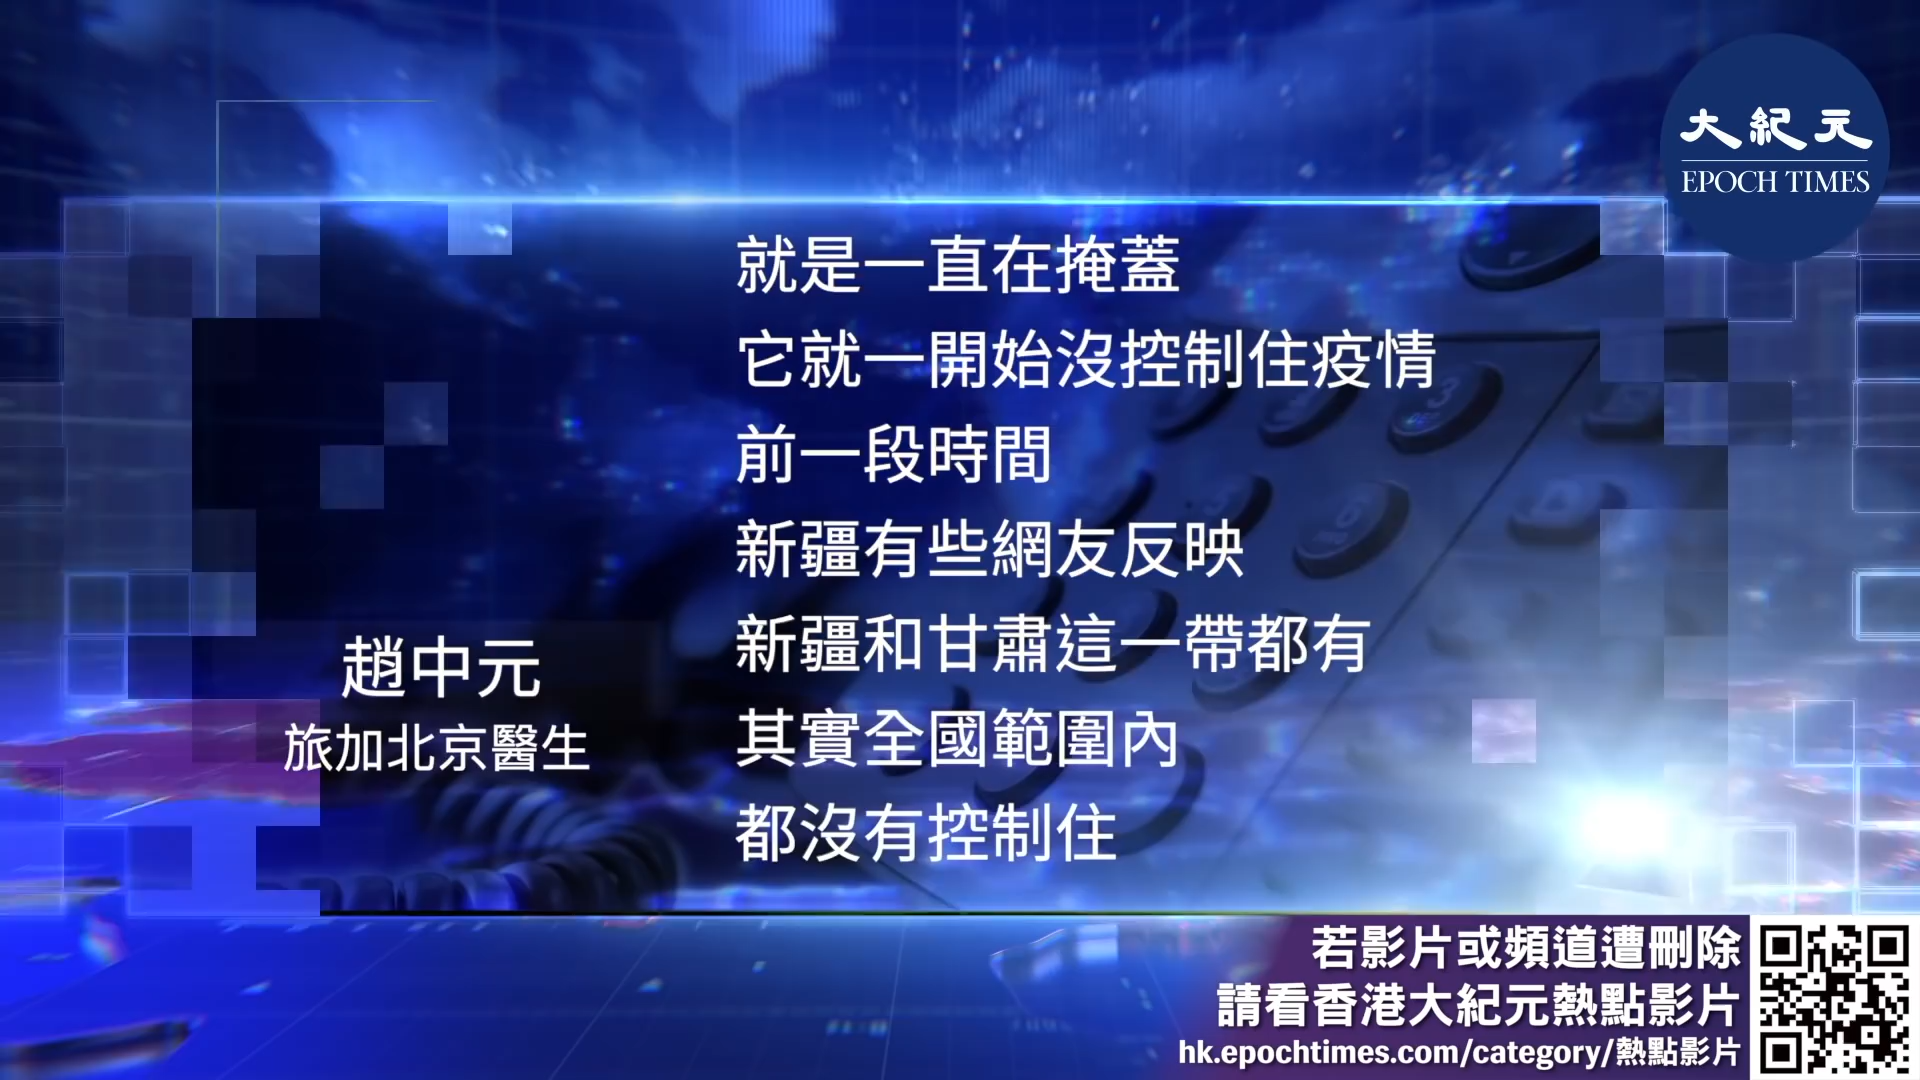 大紀元
EPOCH TIMES
就是一直在掩蓋
它就一開始沒控制住疫情
前一段時間
新疆有些網友反映
新疆和甘肅這一帶都有
其實全國範圍內
都沒有控制住
趙中元
旅加北京醫生
若影片或頻道遭刪除
請看香港大紀元熱點影片
hk.epochtimes.com/category/熱點影片